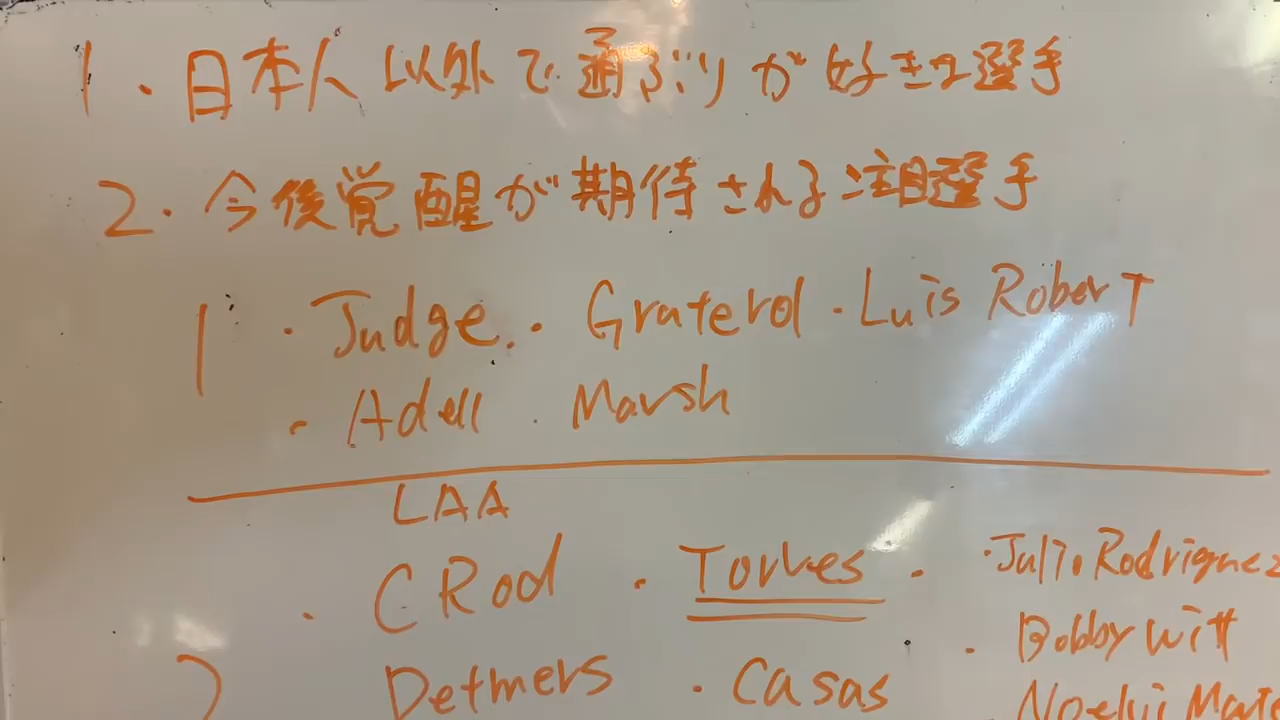 1. 日本人以外で通ぶりが好きな選手
2. 今後覚醒が期待される注目選手
1 ・Judge. ・Graterol ・Luis Robert
・Adell ・Marsh
LAA
・CRod ・Torkes ・Julio Rodriguez
・Bobby Witt
2 Detmers ・Casas